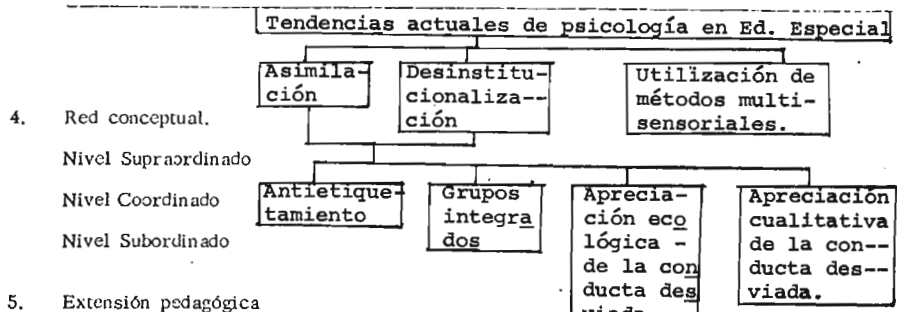 Tendencias actuales de psicología en Ed. Especial
Asimila-
ción
Desinstitu-
cionaliza--
ción
Utilización de
métodos multi-
sensoriales.
4. Red conceptual.
Nivel Supraordinado
Nivel Coordinado
Nivel Subordinado
Antietique-
tamiento
Grupos
integra
dos
Aprecia-
ción eco
lógica -
de la con
ducta des
viada.
Apreciación
cualitativa
de la con--
ducta des--
viada.
5. Extensión pedagógica